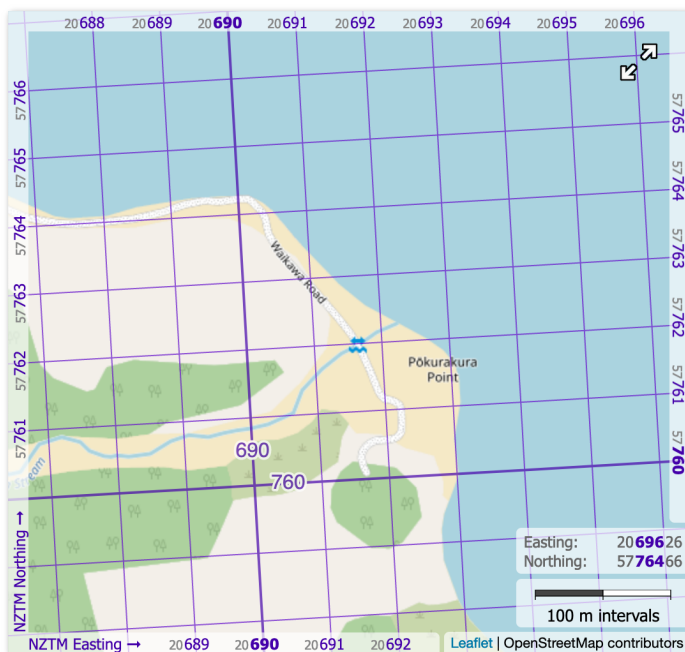 20688 20689 20690 20691 20692 20693 20694 20695 20696
57766
57765
57764
57763
57762
57761
57765
57764
57763
57762
57761
57760
Waikawa Road
Pōkurakura
Point
Stream
690
760
Easting: 2069626
Northing: 5776466
100 m intervals
NZTM Northing →
NZTM Easting → 20689 20690 20691 20692
Leaflet | OpenStreetMap contributors